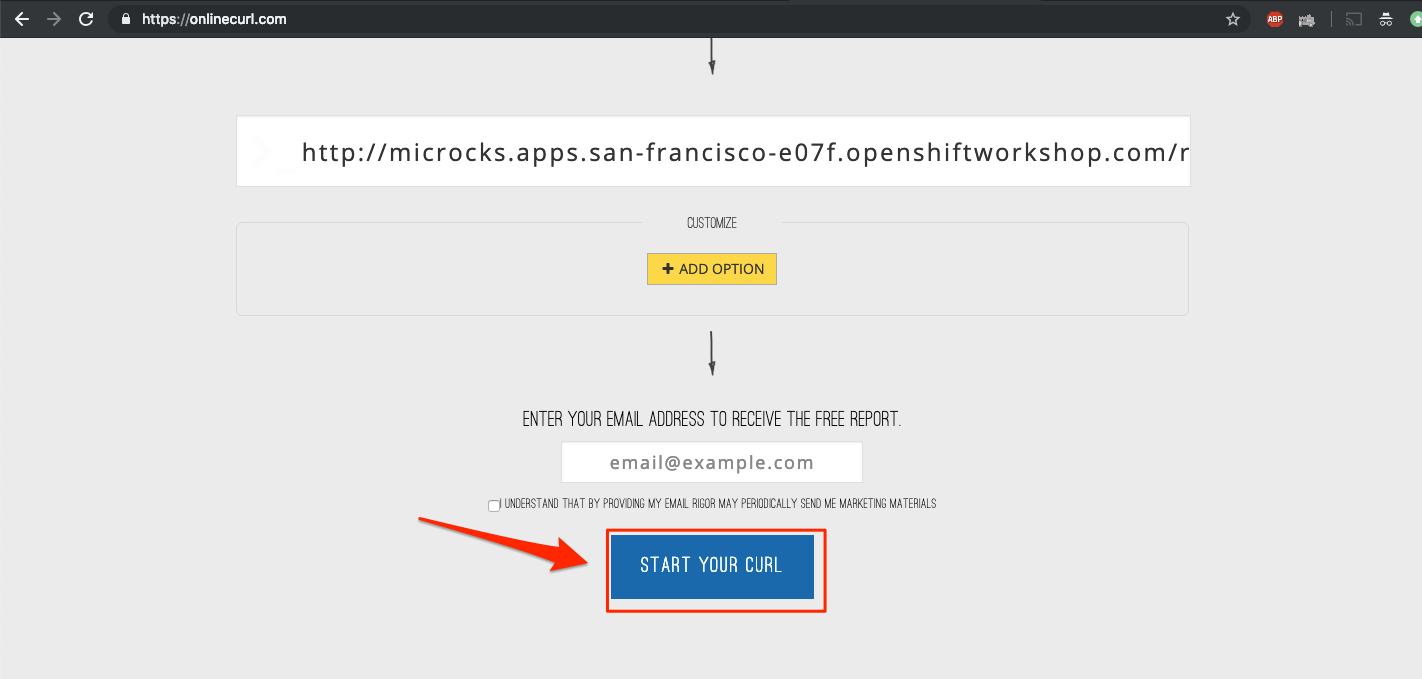 https://onlinecurl.com
ABP
http://microcks.apps.san-francisco-e07f.openshiftworkshop.com/r
CUSTOMIZE
+ ADD OPTION
ENTER YOUR EMAIL ADDRESS TO RECEIVE THE FREE REPORT.
email@example.com
I UNDERSTAND THAT BY PROVIDING MY EMAIL RIGOR MAY PERIODICALLY SEND ME MARKETING MATERIALS
START YOUR CURL